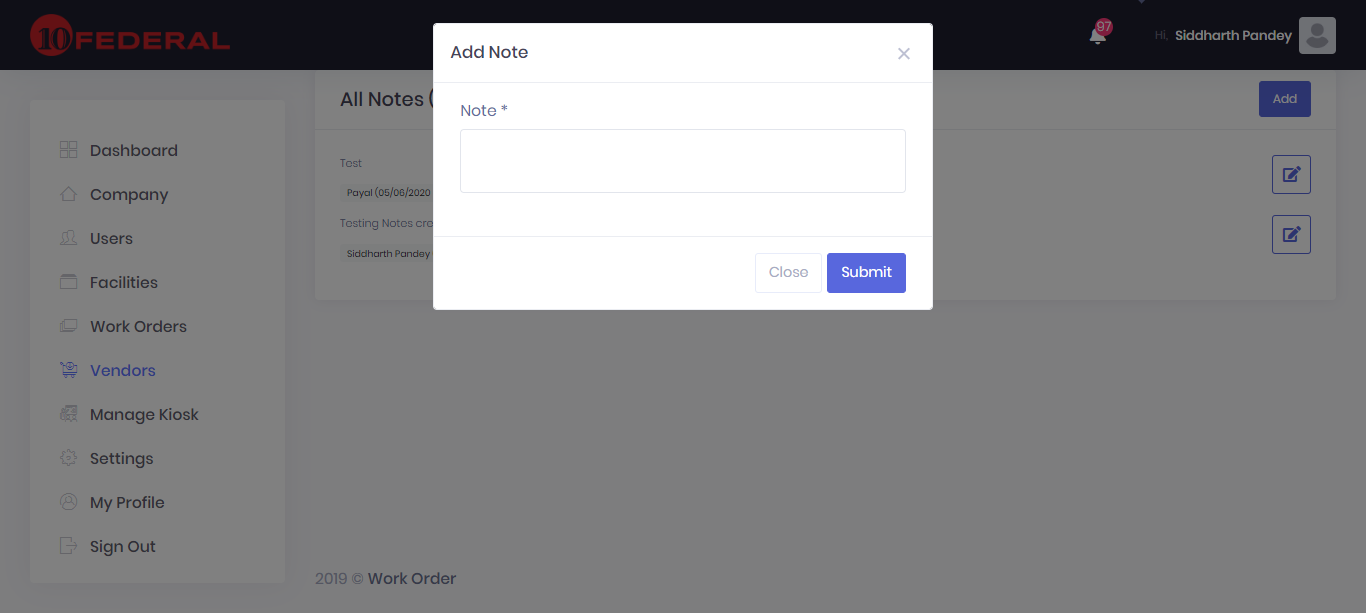 10 FEDERAL
97
Hi, Siddharth Pandey
Add Note
×
Note *
Close
Submit
All Notes (
Add
Test
Payal (05/06/2020
Testing Notes cre
Siddharth Pandey
Dashboard
Company
Users
Facilities
Work Orders
Vendors
Manage Kiosk
Settings
My Profile
Sign Out
2019 © Work Order